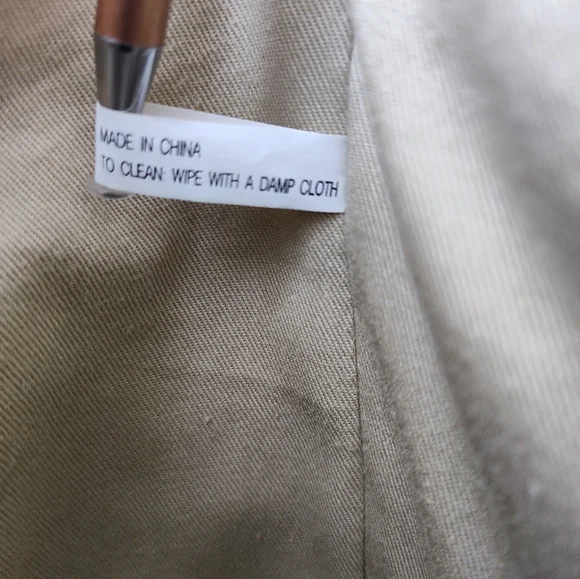 MADE IN CHINA
TO CLEAN: WIPE WITH A DAMP CLOTH